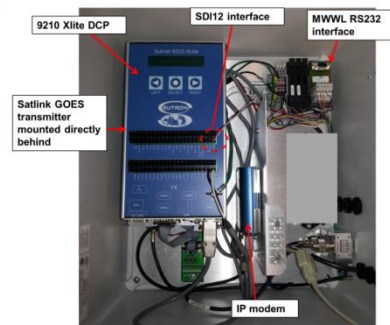 SDI12 interface
MWWL RS232
interface
9210 Xlite DCP
Sutron 9210 XLite
LEFT
SELECT
RIGHT
Satlink GOES
transmitter
mounted directly
behind
SUTRON
CE
IP modem